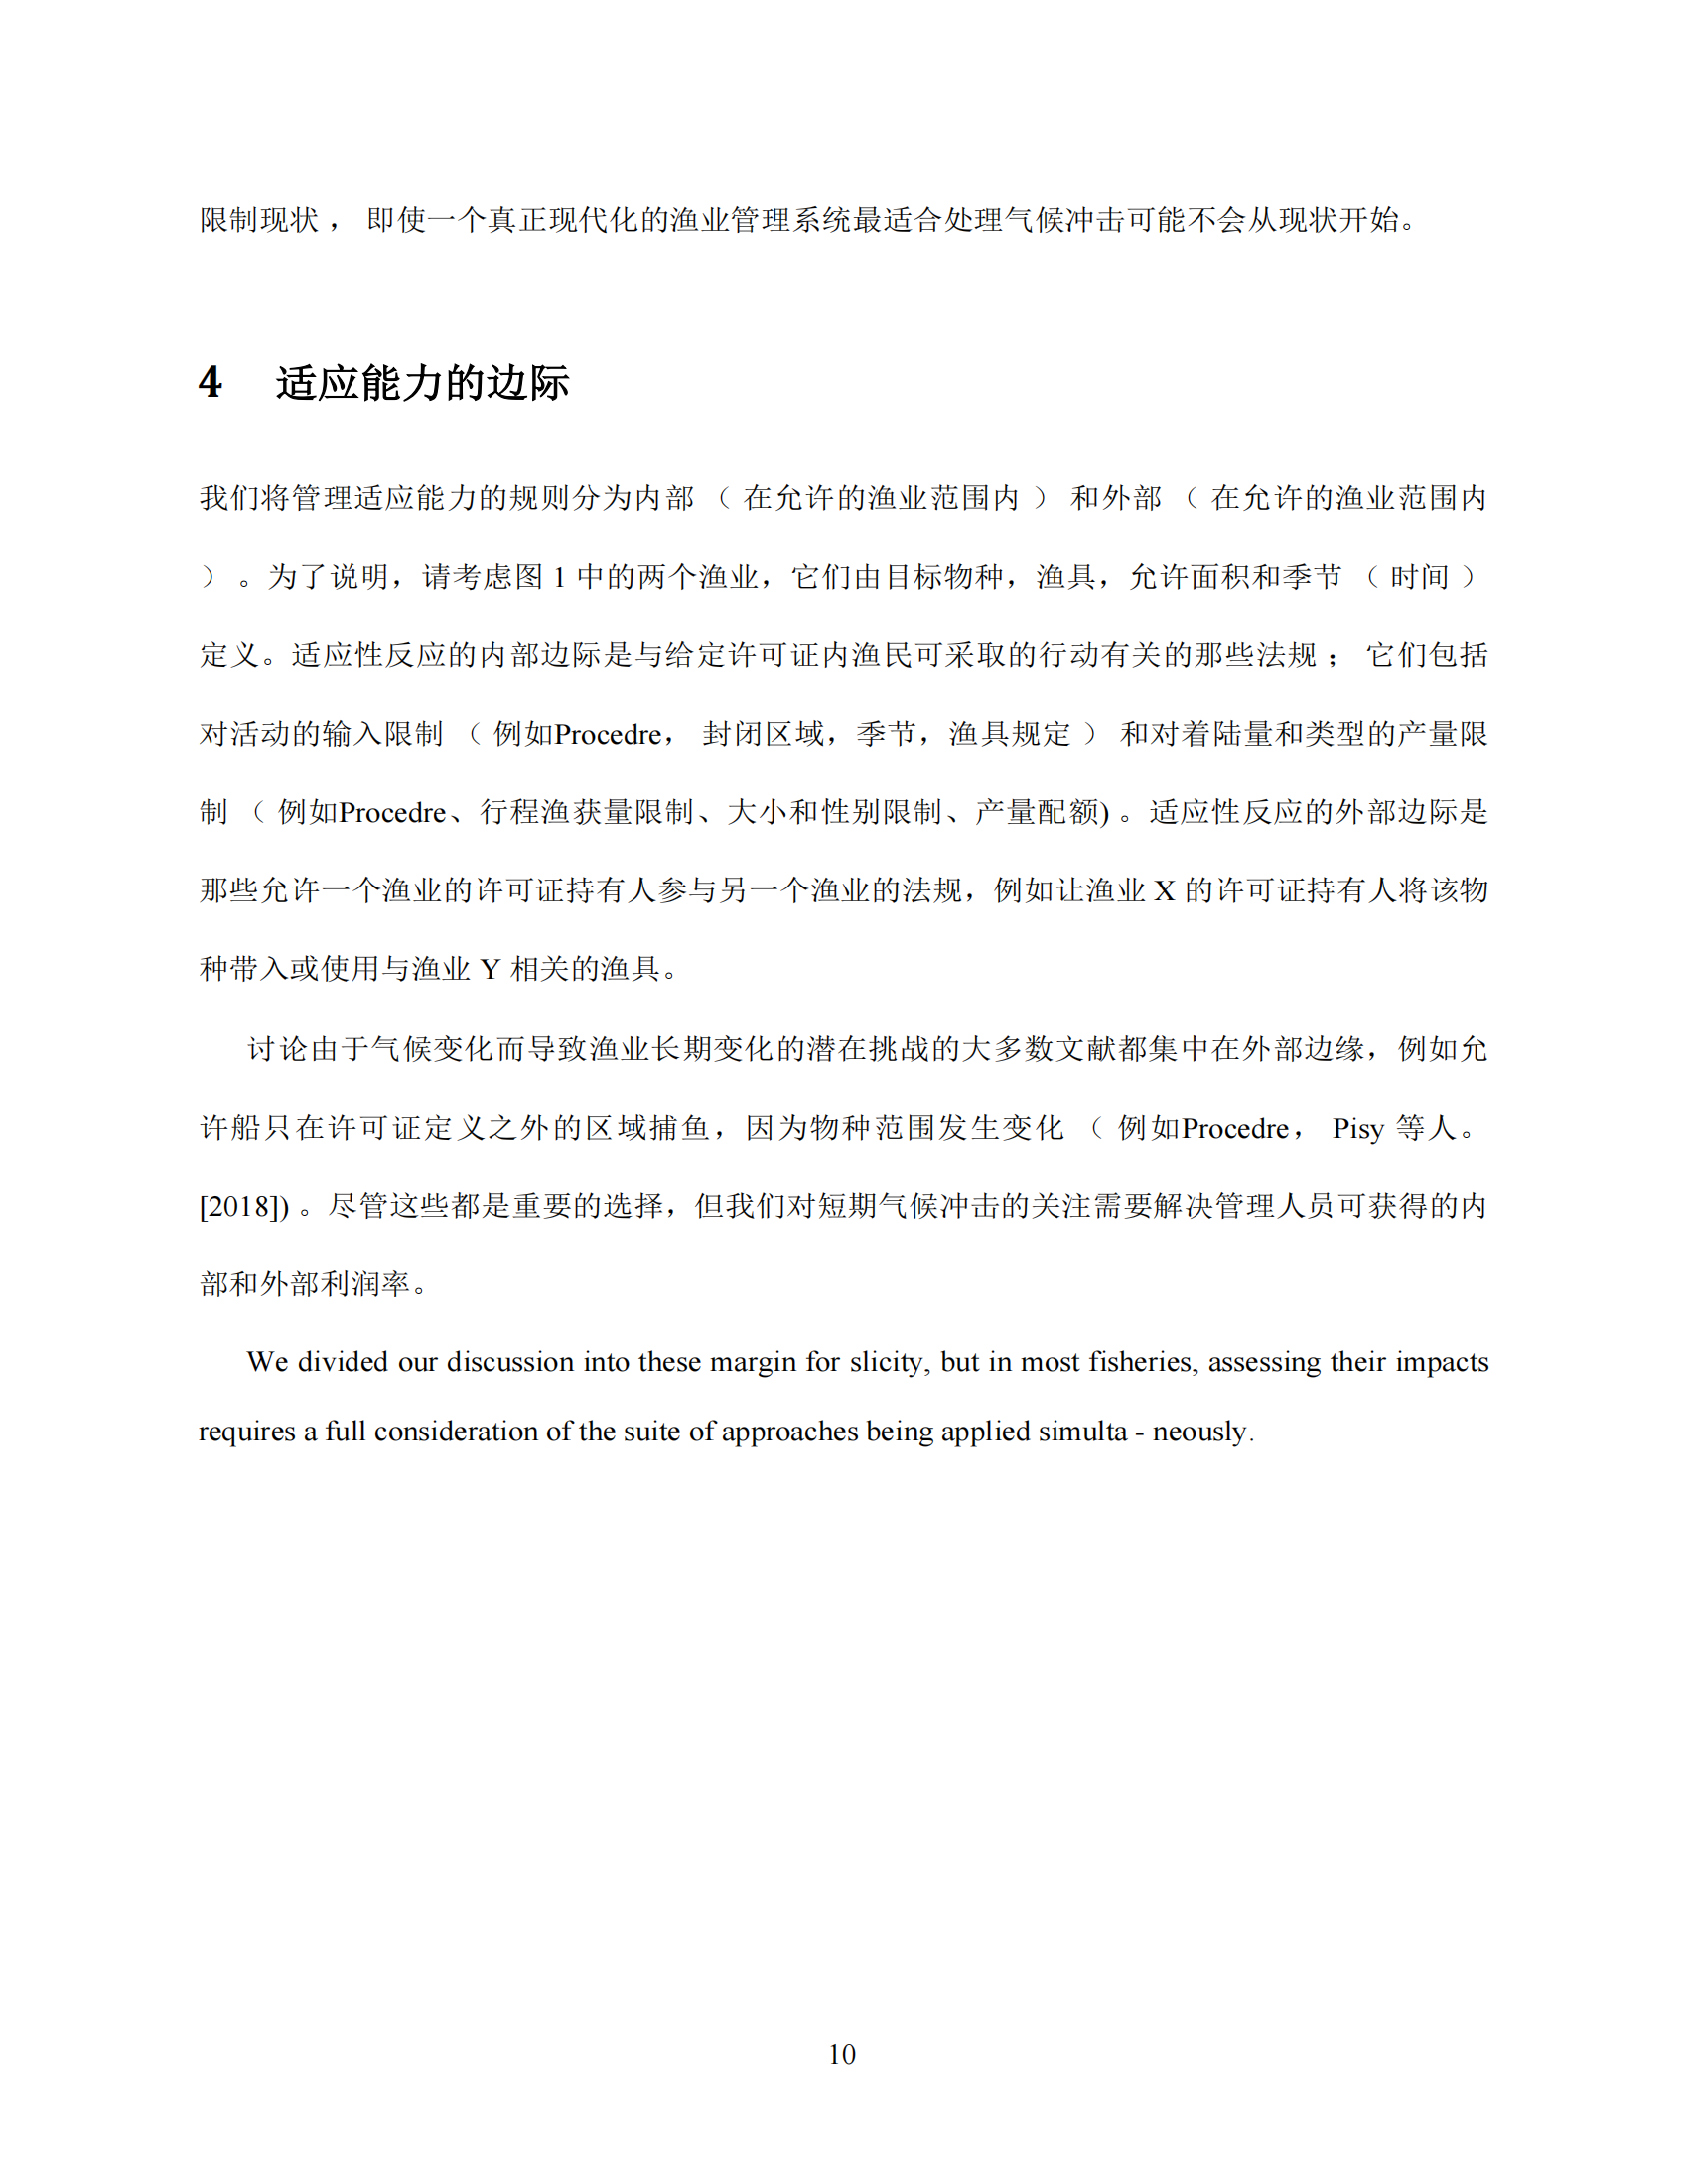 限制现状 ， 即使一个真正现代化的渔业管理系统最适合处理气候冲击可能不会从现状开始。
4 适应能力的边际
我们将管理适应能力的规则分为内部 （ 在允许的渔业范围内 ） 和外部 （ 在允许的渔业范围内
） 。为了说明，请考虑图 1 中的两个渔业，它们由目标物种，渔具，允许面积和季节 （ 时间 ）
定义。适应性反应的内部边际是与给定许可证内渔民可采取的行动有关的那些法规 ； 它们包括
对活动的输入限制 （ 例如Procedre， 封闭区域，季节，渔具规定 ） 和对着陆量和类型的产量限
制 （ 例如Procedre、行程渔获量限制、大小和性别限制、产量配额) 。适应性反应的外部边际是
那些允许一个渔业的许可证持有人参与另一个渔业的法规，例如让渔业 X 的许可证持有人将该物
种带入或使用与渔业 Y 相关的渔具。
讨论由于气候变化而导致渔业长期变化的潜在挑战的大多数文献都集中在外部边缘，例如允
许船只在许可证定义之外的区域捕鱼，因为物种范围发生变化 （ 例如Procedre， Pisy 等人。
[2018]) 。尽管这些都是重要的选择，但我们对短期气候冲击的关注需要解决管理人员可获得的内
部和外部利润率。
We divided our discussion into these margin for slicity, but in most fisheries, assessing their impacts
requires a full consideration of the suite of approaches being applied simulta - neously.
10